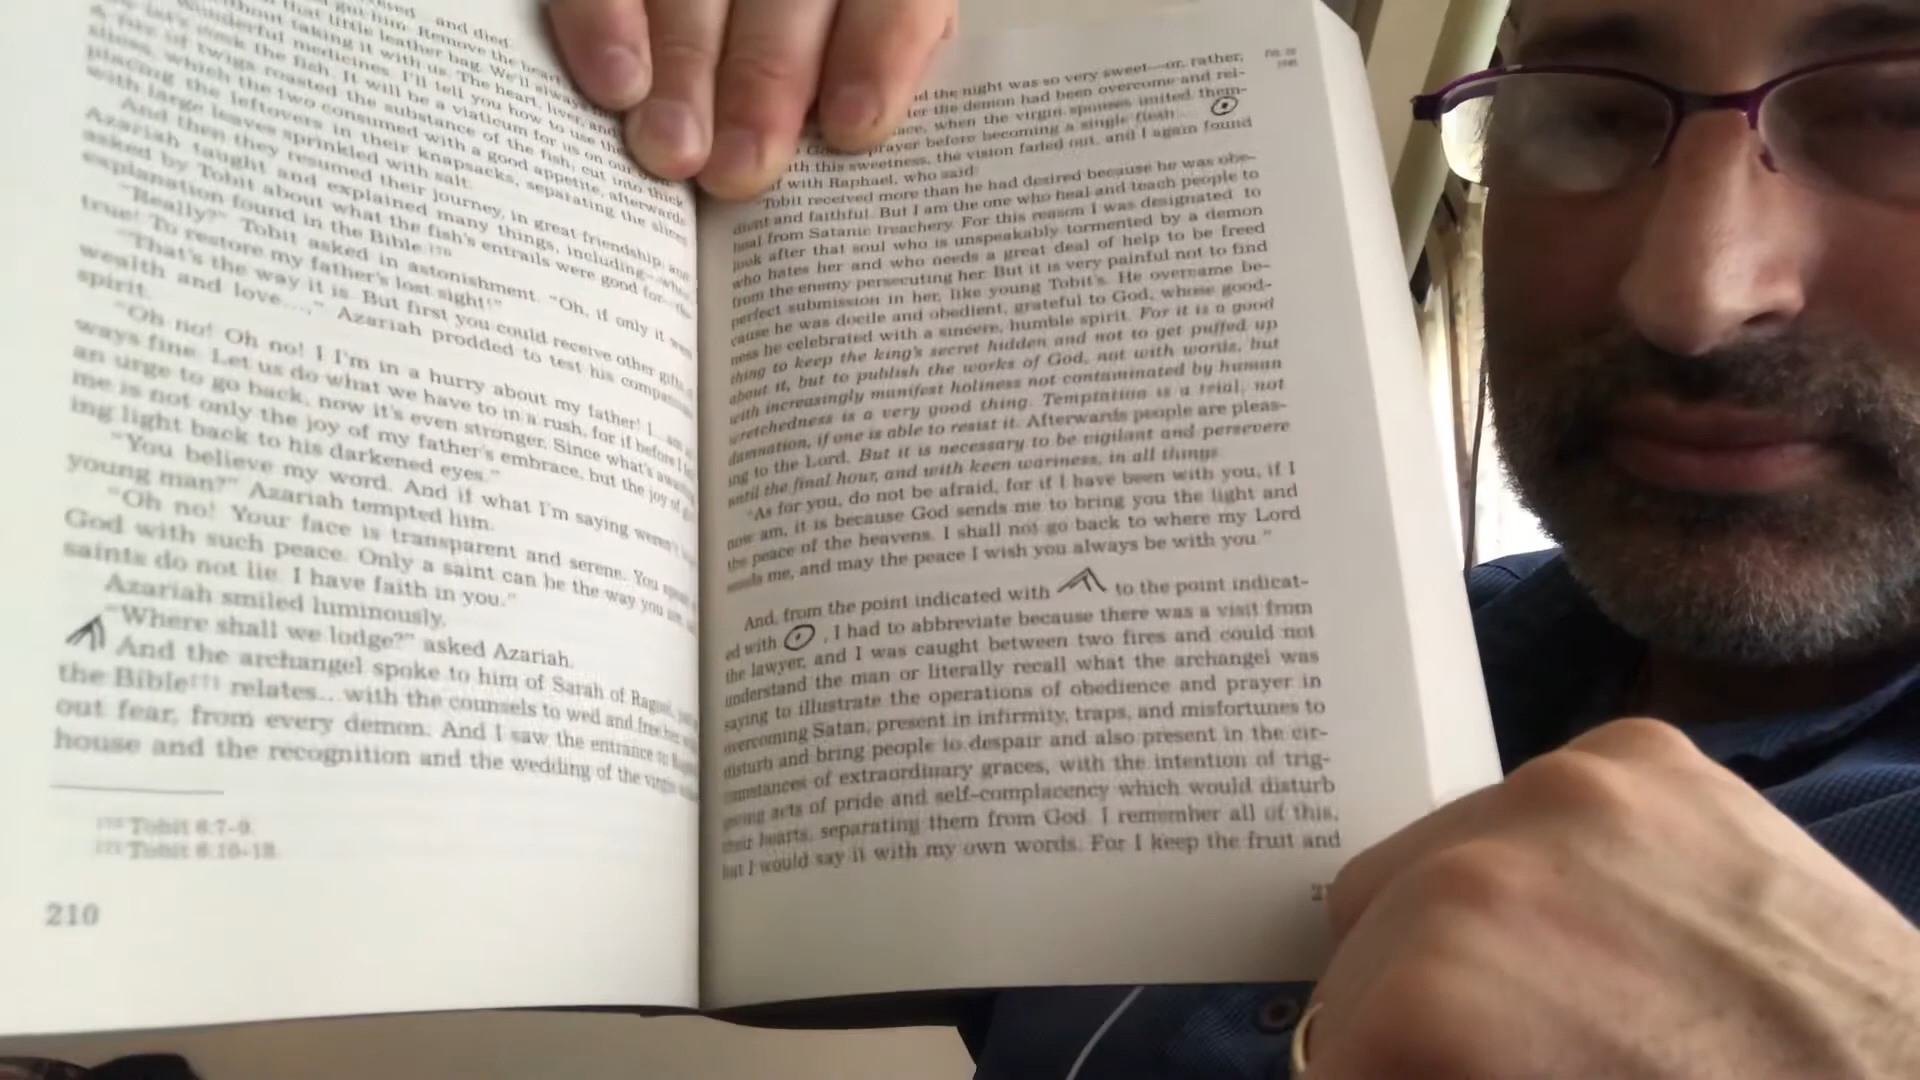 and died.
got him. Remove the heart
that little leather bag. We'll always
without taking it with us. The heart, liver, and
Wonderful medicines. I'll tell you how to use the
the fish. It will be a viaticum for us on our
of twigs roasted the substance of the fish, cut into thick
slices, which the two consumed with a good appetite, afterwards
placing the leftovers in their knapsacks, separating the slices
with large leaves sprinkled with salt.
And then they resumed their journey, in great friendship, and
Azariah taught and explained many things, including—when
asked by Tobit about what the fish's entrails were good for—the
explanation found in the Bible.170
"Really?" Tobit asked in astonishment. "Oh, if only it were
true! To restore my father's lost sight!"
"That's the way it is. But first you could receive other gifts
wealth and love...," Azariah prodded to test his companion's
spirit.
"Oh no! Oh no! I I'm in a hurry about my father! I
ways fine. Let us do what we have to in a rush, for if before I
an urge to go back, now it's even stronger. Since what's
me is not only the joy of my father's embrace, but the joy of
ing light back to his darkened eyes."
"You believe my word. And if what I'm saying weren't
young man?" Azariah tempted him.
"Oh no! Your face is transparent and serene. You
God with such peace. Only a saint can be the way you
saints do not lie. I have faith in you."
Azariah smiled luminously.
"Where shall we lodge?" asked Azariah.
And the archangel spoke to him of Sarah of Raguel,
the Bible171 relates... with the counsels to wed and free her
out fear, from every demon. And I saw the entrance to
house and the recognition and the wedding of the virgin
170 Tobit 6:7-9.
171 Tobit 6:10-18.
210
the night was so very sweet—or, rather,
the demon had been overcome and
when the virgin spouses united them-
prayer before becoming a single flesh
with this sweetness, the vision faded out, and I again found
with Raphael, who said:
"Tobit received more than he had desired because he was obe-
dient and faithful. But I am the one who heal and teach people to
heal from Satanic treachery. For this reason I was designated to
look after that soul who is unspeakably tormented by a demon
who hates her and who needs a great deal of help to be freed
from the enemy persecuting her. But it is very painful not to find
perfect submission in her, like young Tobit's. He overcame be-
cause he was docile and obedient, grateful to God, whose good-
ness he celebrated with a sincere, humble spirit. For it is a good
thing to keep the king's secret hidden and not to get puffed up
about it, but to publish the works of God, not with words, but
with increasingly manifest holiness not contaminated by human
wretchedness is a very good thing. Temptation is a trial, not
damnation, if one is able to resist it. Afterwards people are pleas-
ing to the Lord. But it is necessary to be vigilant and persevere
until the final hour, and with keen wariness, in all things.
"As for you, do not be afraid, for if I have been with you, if I
now am, it is because God sends me to bring you the light and
the peace of the heavens. I shall not go back to where my Lord
sends me, and may the peace I wish you always be with you."
And, from the point indicated with to the point indicat-
ed with , I had to abbreviate because there was a visit from
the lawyer, and I was caught between two fires and could not
understand the man or literally recall what the archangel was
saying to illustrate the operations of obedience and prayer in
overcoming Satan, present in infirmity, traps, and misfortunes to
disturb and bring people to despair and also present in the cir-
cumstances of extraordinary graces, with the intention of trig-
gering acts of pride and self-complacency which would disturb
their hearts, separating them from God. I remember all of this,
but I would say it with my own words. For I keep the fruit and